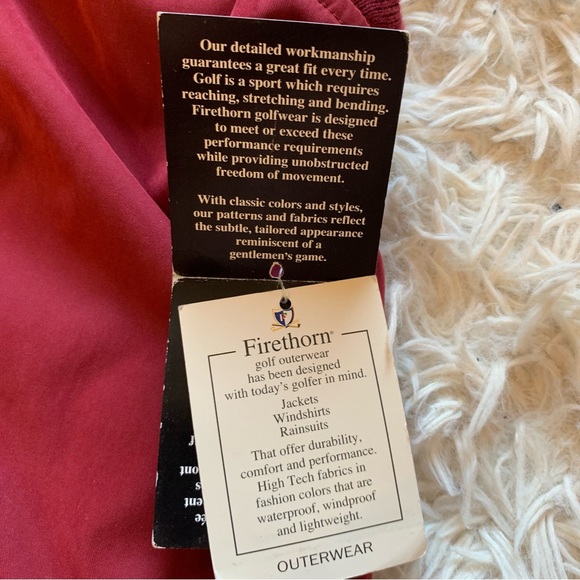 Our detailed workmanship
guarantees a great fit every time.
Golf is a sport which requires
reaching, stretching and bending.
Firethorn golfwear is designed
to meet or exceed these
performance requirements
while providing unobstructed
freedom of movement.
With classic colors and styles,
our patterns and fabrics reflect
the subtle, tailored appearance
reminiscent of a
gentlemen's game.
Firethorn®
golf outerwear
has been designed
with today's golfer in mind.
Jackets
Windshirts
Rainsuits
That offer durability,
comfort and performance.
High Tech fabrics in
fashion colors that are
waterproof, windproof
and lightweight.
OUTERWEAR